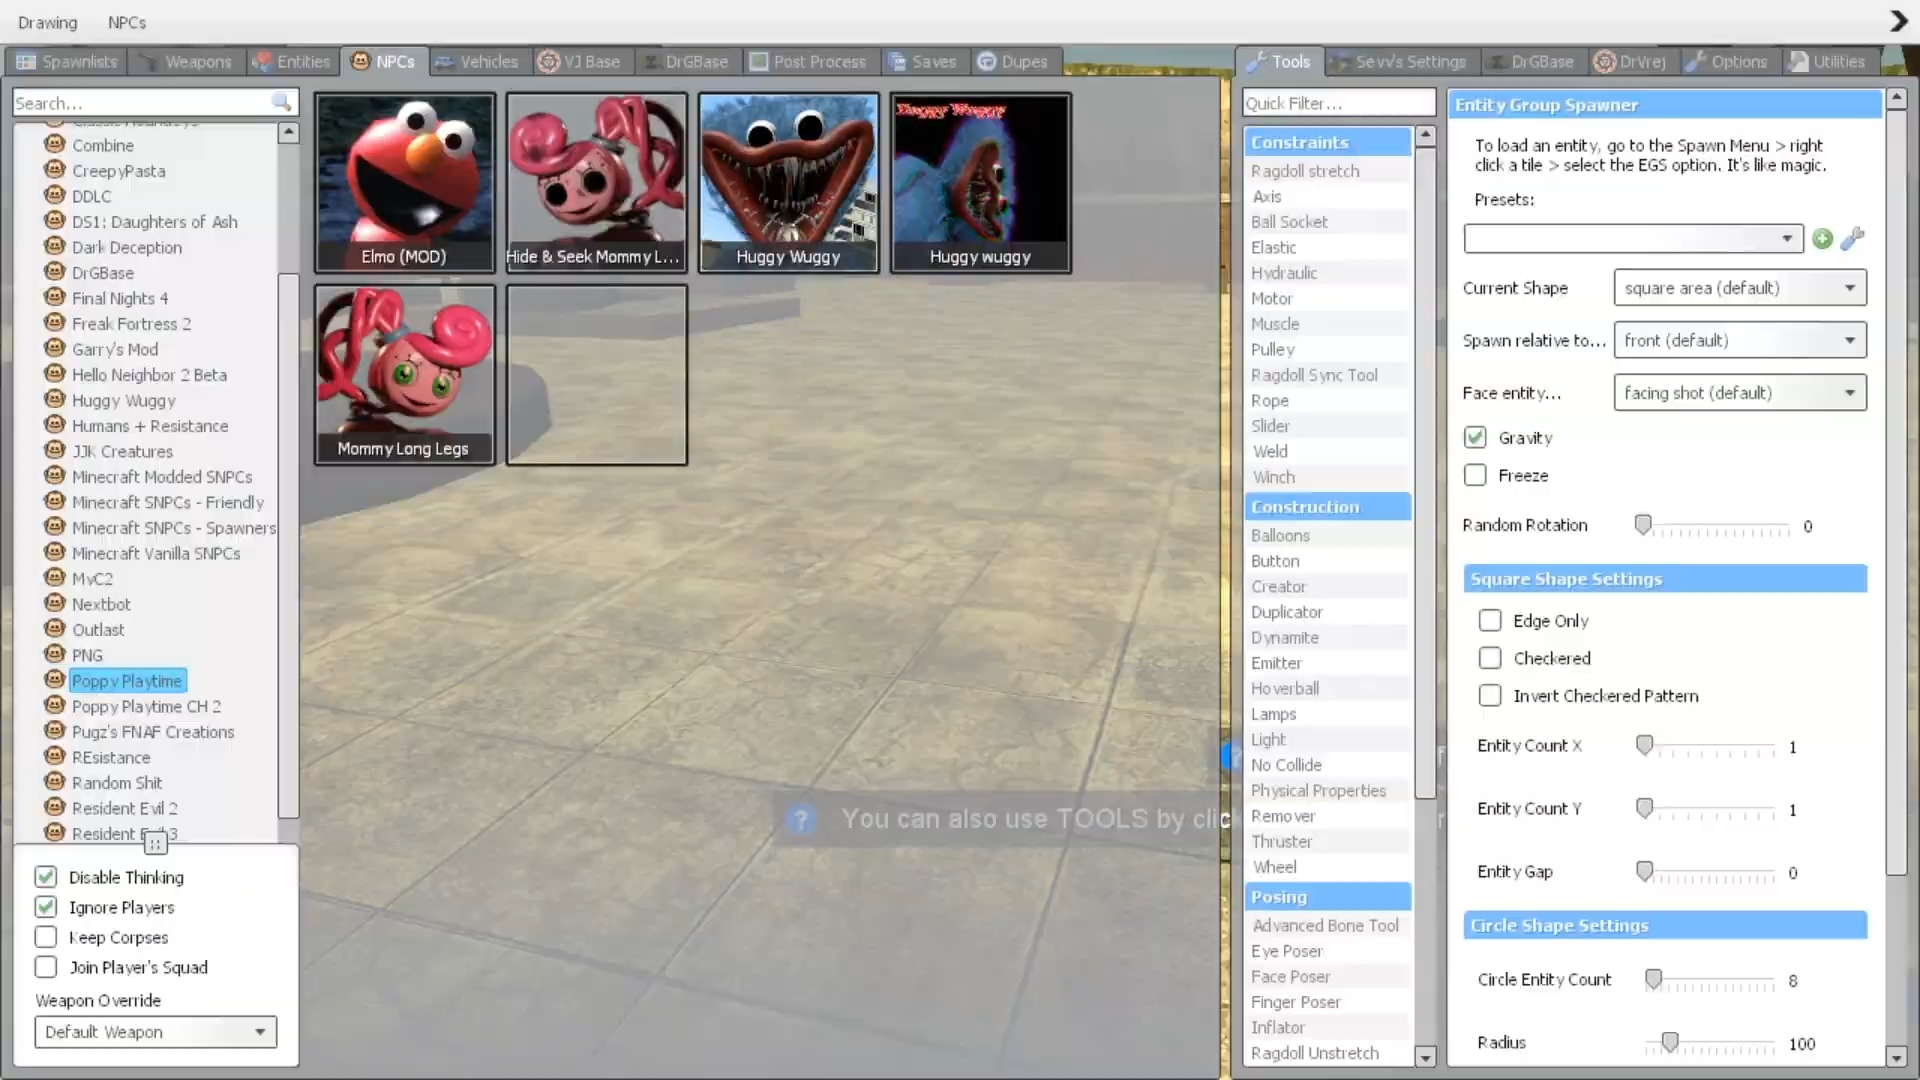 Drawing NPCs
Spawnlists Weapons Entities NPCs Vehicles VJ Base DrGBase Post Process Saves Dupes
Search...
Combine
CreepyPasta
DDLC
DS1: Daughters of Ash
Dark Deception
DrGBase
Final Nights 4
Freak Fortress 2
Garry's Mod
Hello Neighbor 2 Beta
Huggy Wuggy
Humans + Resistance
JJK Creatures
Minecraft Modded SNPCs
Minecraft SNPCs - Friendly
Minecraft SNPCs - Spawners
Minecraft Vanilla SNPCs
MvC2
Nextbot
Outlast
PNG
Poppy Playtime
Poppy Playtime CH 2
Pugz's FNAF Creations
REsistance
Random Shit
Resident Evil 2
Resident Evil 3
Disable Thinking
Ignore Players
Keep Corpses
Join Player's Squad
Weapon Override
Default Weapon
Elmo (MOD)
Hide & Seek Mommy L...
Huggy Wuggy
Huggy Wuggy
Huggy wuggy
Mommy Long Legs
You can also use TOOLS by clic
Tools Sevv's Settings DrGBase DrVrej Options Utilities
Quick Filter...
Constraints
Ragdoll stretch
Axis
Ball Socket
Elastic
Hydraulic
Motor
Muscle
Pulley
Ragdoll Sync Tool
Rope
Slider
Weld
Winch
Construction
Balloons
Button
Creator
Duplicator
Dynamite
Emitter
Hoverball
Lamps
Light
No Collide
Physical Properties
Remover
Thruster
Wheel
Posing
Advanced Bone Tool
Eye Poser
Face Poser
Finger Poser
Inflator
Ragdoll Unstretch
Entity Group Spawner
To load an entity, go to the Spawn Menu > right
click a tile > select the EGS option. It's like magic.
Presets:
Current Shape square area (default)
Spawn relative to... front (default)
Face entity... facing shot (default)
Gravity
Freeze
Random Rotation 0
Square Shape Settings
Edge Only
Checkered
Invert Checkered Pattern
Entity Count X 1
Entity Count Y 1
Entity Gap 0
Circle Shape Settings
Circle Entity Count 8
Radius 100